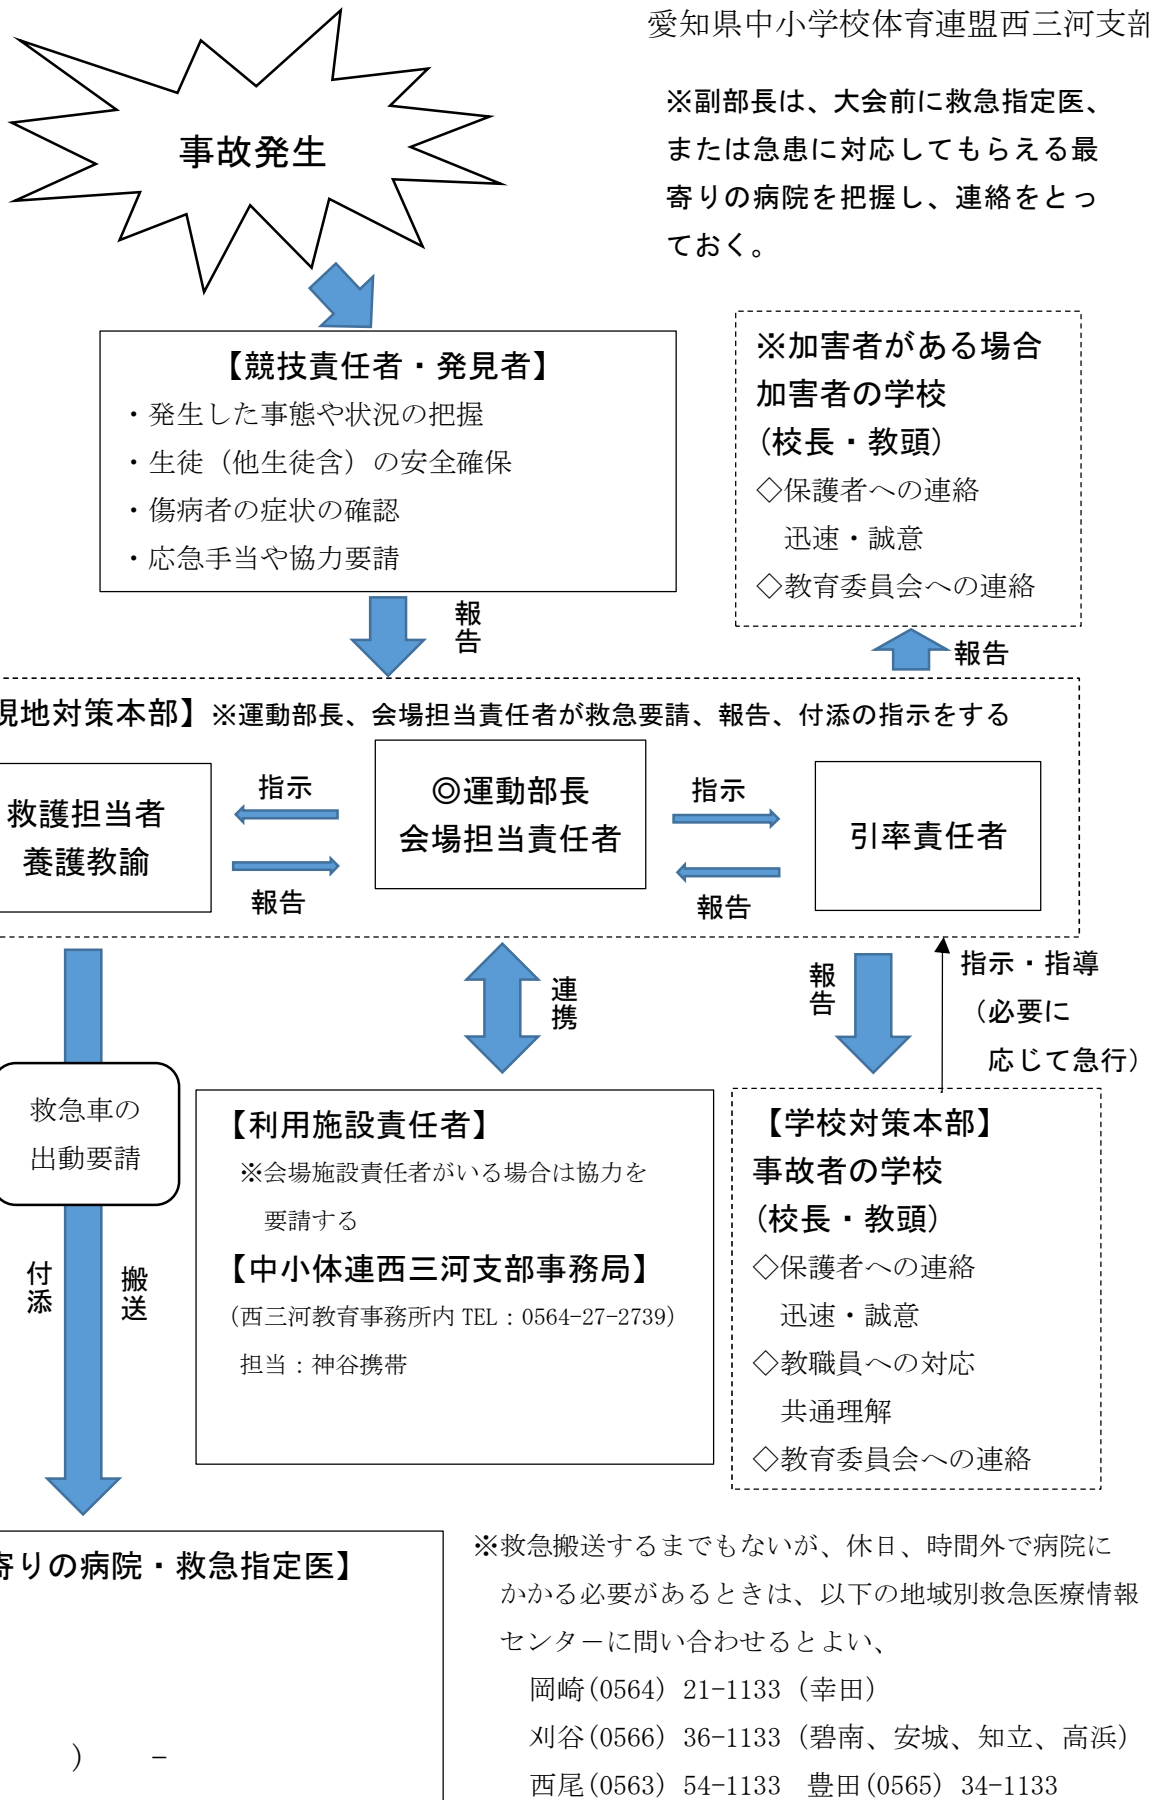 愛知県中小学校体育連盟西三河支部
事故発生
※副部長は、大会前に救急指定医、
または急患に対応してもらえる最
寄りの病院を把握し、連絡をとっ
ておく。
【競技責任者・発見者】
・発生した事態や状況の把握
・生徒（他生徒含）の安全確保
・傷病者の症状の確認
・応急手当や協力要請
※加害者がある場合
加害者の学校
(校長・教頭)
◇保護者への連絡
迅速・誠意
◇教育委員会への連絡
報告
報告
現地対策本部】※運動部長、会場担当責任者が救急要請、報告、付添の指示をする
救護担当者
養護教諭
指示
報告
◎運動部長
会場担当責任者
指示
報告
引率責任者
連携
報告
指示・指導
（必要に
応じて急行）
救急車の
出動要請
付添
搬送
【利用施設責任者】
※会場施設責任者がいる場合は協力を
要請する
【中小体連西三河支部事務局】
（西三河教育事務所内 TEL：0564-27-2739）
担当：神谷携帯
【学校対策本部】
事故者の学校
(校長・教頭)
◇保護者への連絡
迅速・誠意
◇教職員への対応
共通理解
◇教育委員会への連絡
寄りの病院・救急指定医】
）　　－
※救急搬送するまでもないが、休日、時間外で病院に
かかる必要があるときは、以下の地域別救急医療情報
センターに問い合わせるとよい、
岡崎(0564) 21-1133 (幸田)
刈谷(0566) 36-1133 (碧南、安城、知立、高浜)
西尾(0563) 54-1133　豊田(0565) 34-1133